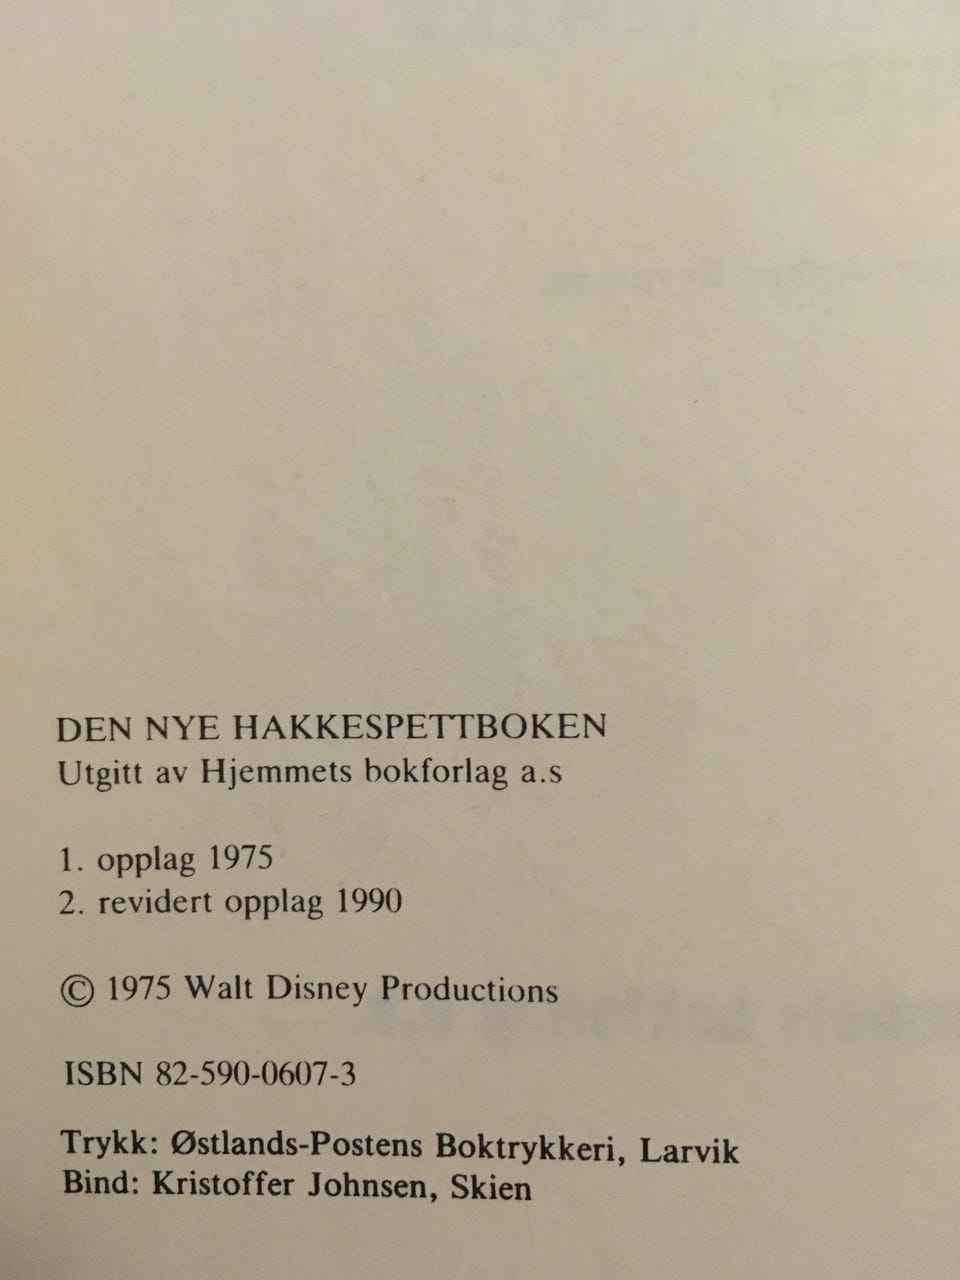 DEN NYE HAKKESPETTBOKEN
Utgitt av Hjemmets bokforlag a.s
1. opplag 1975
2. revidert opplag 1990
© 1975 Walt Disney Productions
ISBN 82-590-0607-3
Trykk: Østlands-Postens Boktrykkeri, Larvik
Bind: Kristoffer Johnsen, Skien